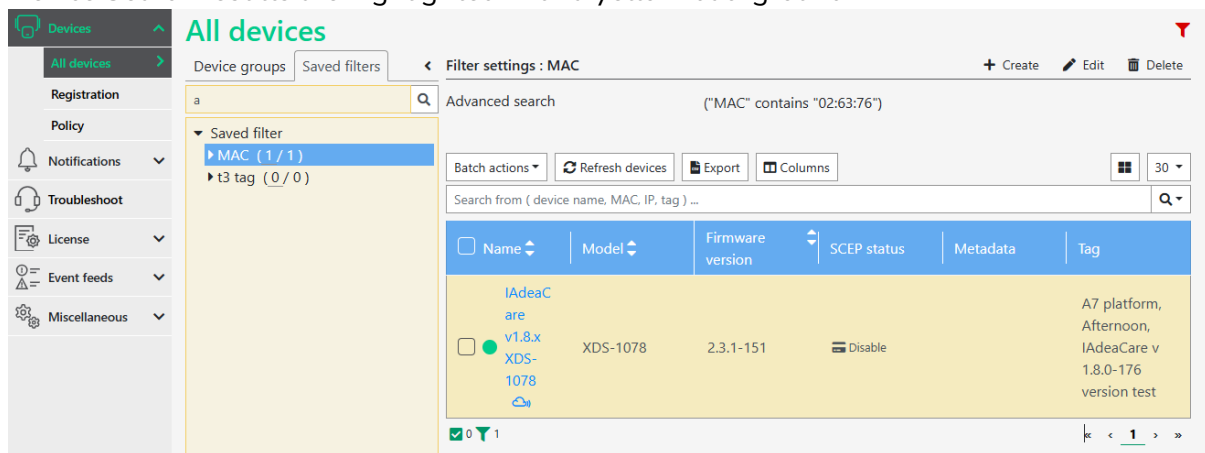 Devices
All devices
Registration
Policy
Notifications
Troubleshoot
License
Event feeds
Miscellaneous
All devices
Device groups Saved filters
a
Saved filter
MAC ( 1 / 1 )
t3 tag ( 0 / 0 )
Filter settings : MAC
Create Edit Delete
Advanced search ("MAC" contains "02:63:76")
Batch actions Refresh devices Export Columns 30
Search from ( device name, MAC, IP, tag ) ...
Name Model Firmware version SCEP status Metadata Tag
IAdeaC
are
v1.8.x
XDS-
1078
XDS-1078
2.3.1-151
Disable
A7 platform,
Afternoon,
IAdeaCare v
1.8.0-176
version test
0 1
« ‹ 1 › »